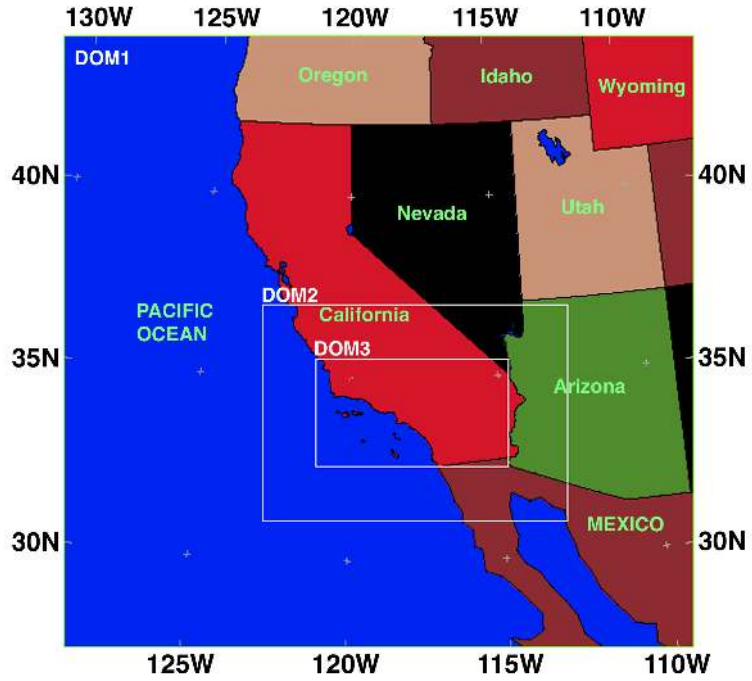 130W 125W 120W 115W 110W
DOM1
Oregon
Idaho
Wyoming
40N
40N
Nevada
Utah
DOM2
PACIFIC
OCEAN
California
DOM3
35N
35N
Arizona
MEXICO
30N
30N
125W 120W 115W 110W